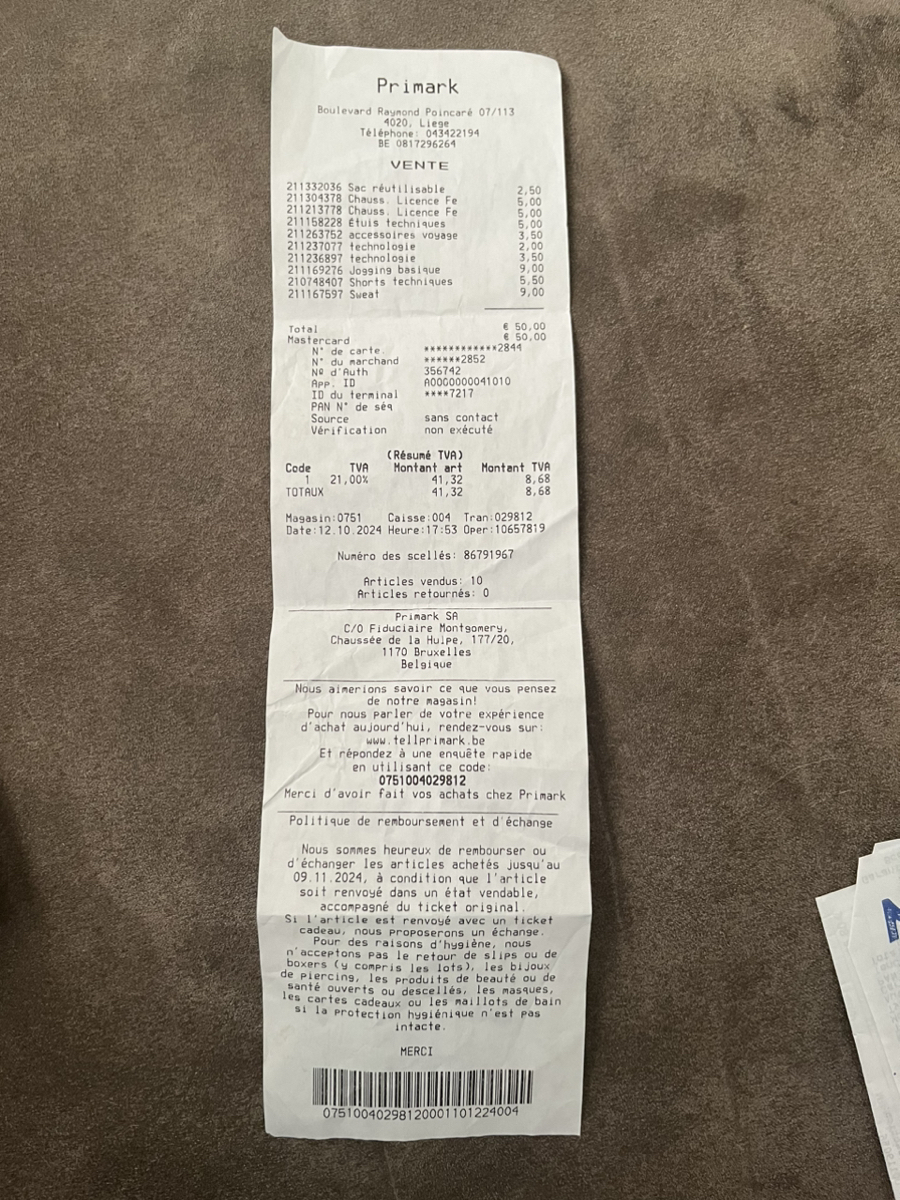 Primark
Boulevard Raymond Poincaré 07/113
4020, Liege
Téléphone: 043422194
BE 0817296264
VENTE
211332036 Sac réutilisable 2,50
211304378 Chauss. Licence Fe 5,00
211213778 Chauss. Licence Fe 5,00
211158228 Étuis techniques 5,00
211263752 accessoires voyage 3,50
211237077 technologie 2,00
211236897 technologie 3,50
211169276 Jogging basique 9,00
210748407 Shorts techniques 5,50
211167597 Sweat 9,00
Total € 50,00
Mastercard € 50,00
N° de carte. ************2844
N° du marchand ******2852
Nº d'Auth 356742
App. ID A0000000041010
ID du terminal ****7217
PAN N° de séq
Source sans contact
Vérification non exécuté
(Résumé TVA)
Code TVA Montant art Montant TVA
1 21,00% 41,32 8,68
TOTAUX 41,32 8,68
Magasin:0751 Caisse:004 Tran:029812
Date:12.10.2024 Heure:17:53 Oper:10657819
Numéro des scellés: 86791967
Articles vendus: 10
Articles retournés: 0
Primark SA
C/O Fiduciaire Montgomery,
Chaussée de la Hulpe, 177/20,
1170 Bruxelles
Belgique
Nous aimerions savoir ce que vous pensez
de notre magasin!
Pour nous parler de votre expérience
d'achat aujourd'hui, rendez-vous sur:
www.tellprimark.be
Et répondez à une enquête rapide
en utilisant ce code:
0751004029812
Merci d'avoir fait vos achats chez Primark
Politique de remboursement et d'échange
Nous sommes heureux de rembourser ou
d'échanger les articles achetés jusqu'au
09.11.2024, à condition que l'article
soit renvoyé dans un état vendable,
accompagné du ticket original.
Si l'article est renvoyé avec un ticket
cadeau, nous proposerons un échange.
Pour des raisons d'hygiène, nous
n'acceptons pas le retour de slips ou de
boxers (y compris les lots), les bijoux
de piercing, les produits de beauté ou de
santé ouverts ou descellés, les masques,
les cartes cadeaux ou les maillots de bain
si la protection hygiénique n'est pas
intacte.
MERCI
07510040298120001101224004